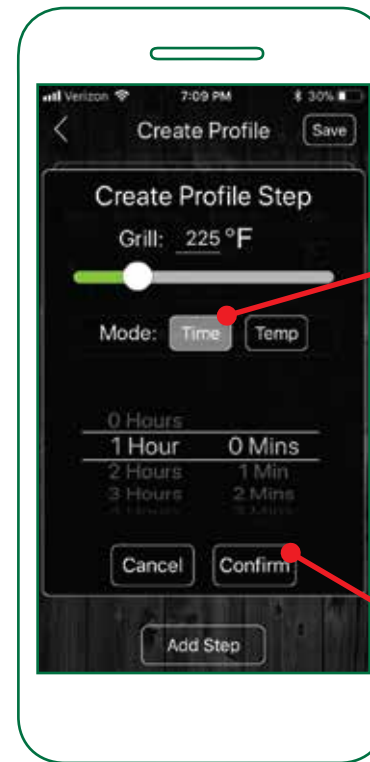 Verizon 7:09 PM 30%
Create Profile Save
Create Profile Step
Grill: 225 °F
Mode: Time Temp
0 Hours
1 Hour 0 Mins
2 Hours 1 Min
3 Hours 2 Mins
Cancel Confirm
Add Step